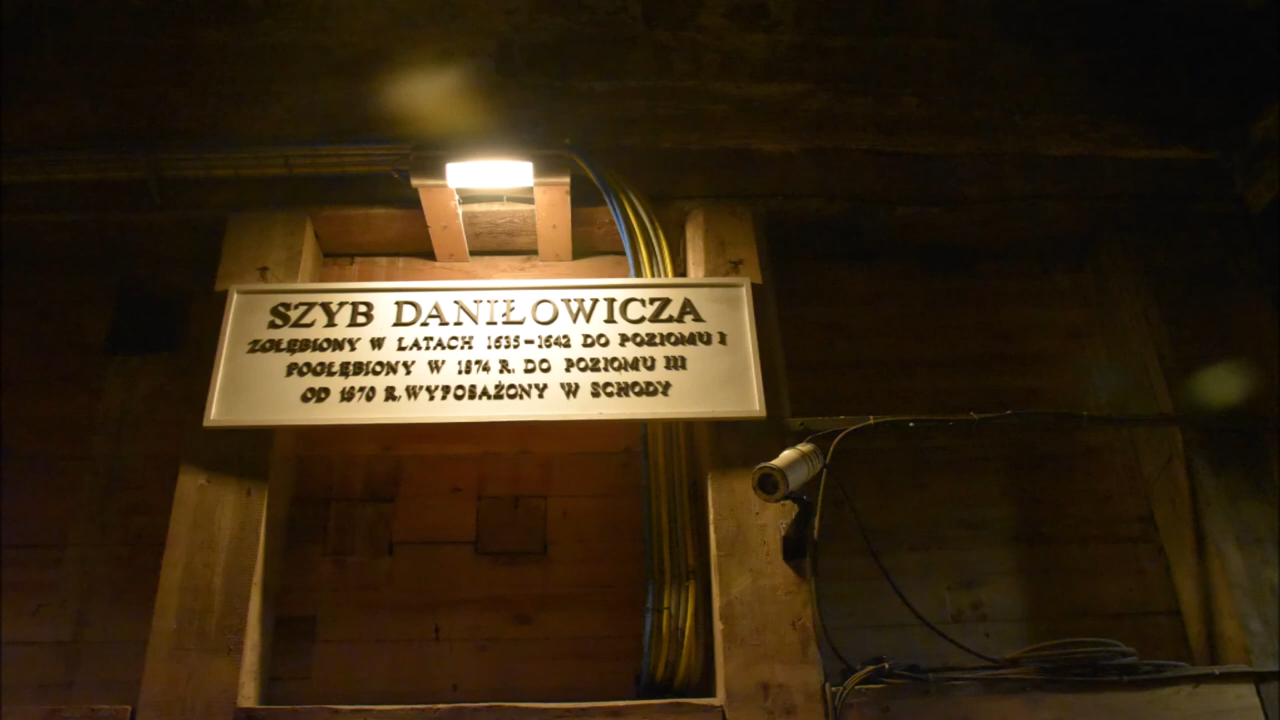 SZYB DANIŁOWICZA
ZGŁĘBIONY W LATACH 1635-1642 DO POZIOMU I
POGŁĘBIONY W 1874 R. DO POZIOMU III
OD 1870 R. WYPOSAŻONY W SCHODY